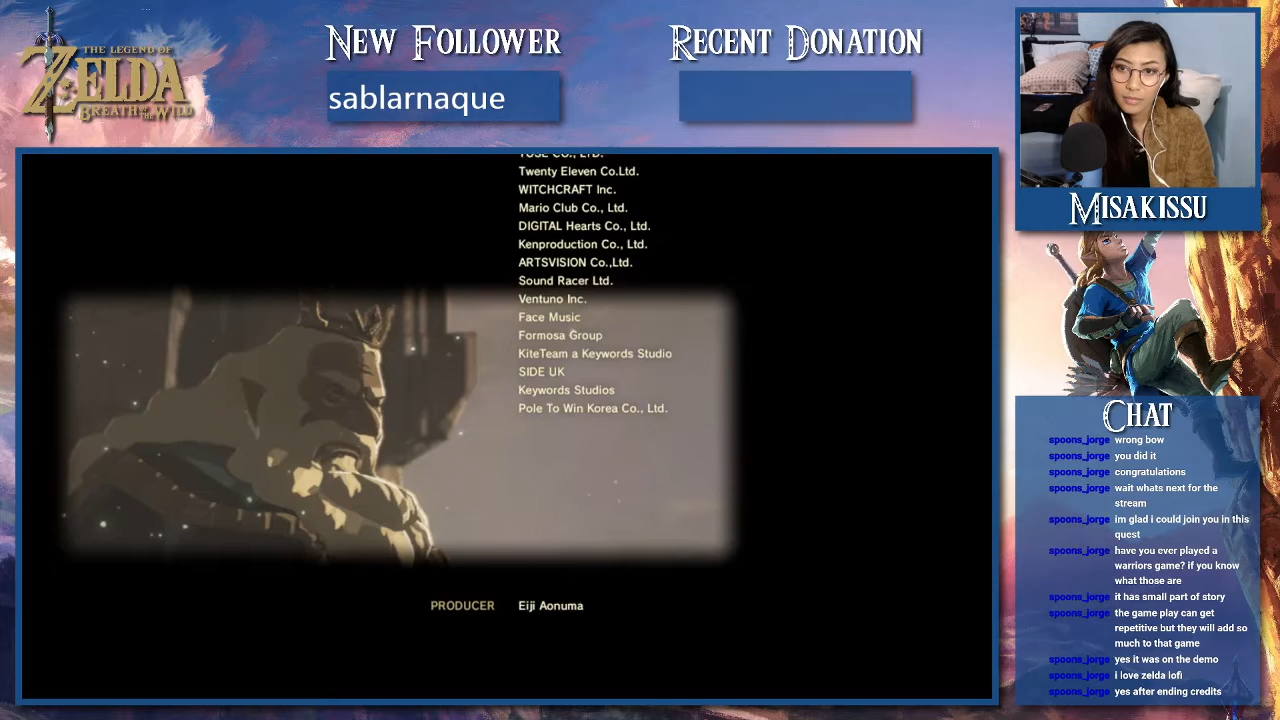 THE LEGEND OF
ZELDA
BREATH OF THE WILD
NEW FOLLOWER
sablarnaque
RECENT DONATION
MISAKISSU
TOSE CO., LTD.
Twenty Eleven Co.Ltd.
WITCHCRAFT Inc.
Mario Club Co., Ltd.
DIGITAL Hearts Co., Ltd.
Kenproduction Co., Ltd.
ARTSVISION Co.,Ltd.
Sound Racer Ltd.
Ventuno Inc.
Face Music
Formosa Group
KiteTeam a Keywords Studio
SIDE UK
Keywords Studios
Pole To Win Korea Co., Ltd.
PRODUCER Eiji Aonuma
CHAT
spoons_jorge wrong bow
spoons_jorge you did it
spoons_jorge congratulations
spoons_jorge wait whats next for the
stream
spoons_jorge im glad i could join you in this
quest
spoons_jorge have you ever played a
warriors game? if you know
what those are
spoons_jorge it has small part of story
spoons_jorge the game play can get
repetitive but they will add so
much to that game
spoons_jorge yes it was on the demo
spoons_jorge i love zelda lofi
spoons_jorge yes after ending credits